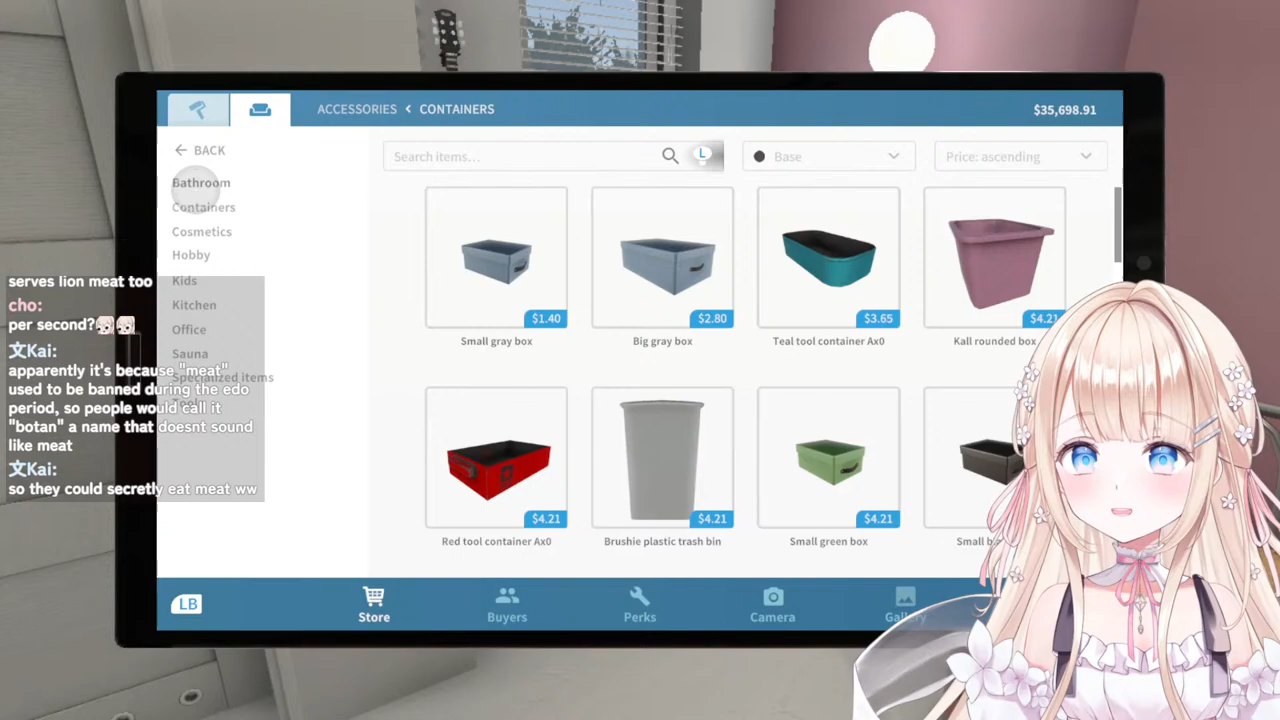 ACCESSORIES < CONTAINERS
$35,698.91
BACK
Search items...
L
Base
Price: ascending
Bathroom
Containers
Cosmetics
Hobby
Kids
Kitchen
Office
Sauna
Specialized items
serves lion meat too
cho:
per second?
文Kai:
apparently it's because "meat"
used to be banned during the edo
period, so people would call it
"botan" a name that doesnt sound
like meat
文Kai:
so they could secretly eat meat ww
$1.40
$2.80
$3.65
$4.21
Small gray box
Big gray box
Teal tool container Ax0
Kall rounded box
$4.21
$4.21
$4.21
Red tool container Ax0
Brushie plastic trash bin
Small green box
Small
LB
Store
Buyers
Perks
Camera
Gallery